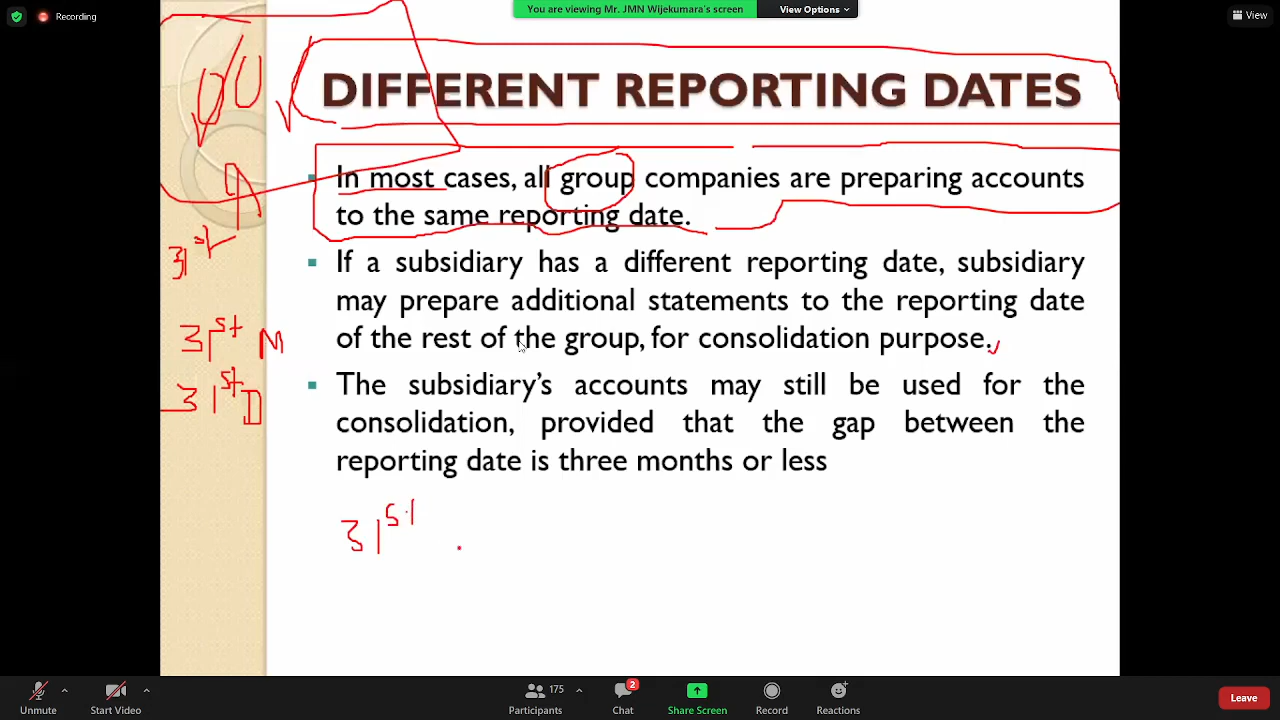 Recording
You are viewing Mr. JMN Wijekumara's screen
View Options
View
DIFFERENT REPORTING DATES
In most cases, all group companies are preparing accounts
to the same reporting date.
If a subsidiary has a different reporting date, subsidiary
may prepare additional statements to the reporting date
of the rest of the group, for consolidation purpose.
The subsidiary's accounts may still be used for the
consolidation, provided that the gap between the
reporting date is three months or less
31st
31st M
31st D
31st
Unmute
Start Video
175
Participants
2
Chat
Share Screen
Record
Reactions
Leave